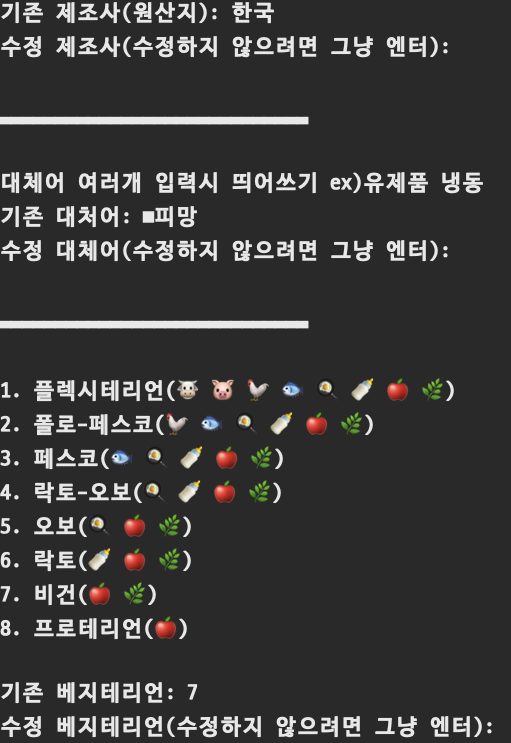 기존 제조사(원산지): 한국
수정 제조사(수정하지 않으려면 그냥 엔터):
대체어 여러개 입력시 띄어쓰기 ex)유제품 냉동
기존 대처어: ■피망
수정 대체어(수정하지 않으려면 그냥 엔터):
1. 플렉시테리언(🐮 🐷 🐓 🐟 🍳 🍼 🍎 🌿)
2. 폴로-페스코(🐓 🐟 🍳 🍼 🍎 🌿)
3. 페스코(🐟 🍳 🍼 🍎 🌿)
4. 락토-오보(🍳 🍼 🍎 🌿)
5. 오보(🍳 🍎 🌿)
6. 락토(🍼 🍎 🌿)
7. 비건(🍎 🌿)
8. 프로테리언(🍎)
기존 베지테리언: 7
수정 베지테리언(수정하지 않으려면 그냥 엔터):